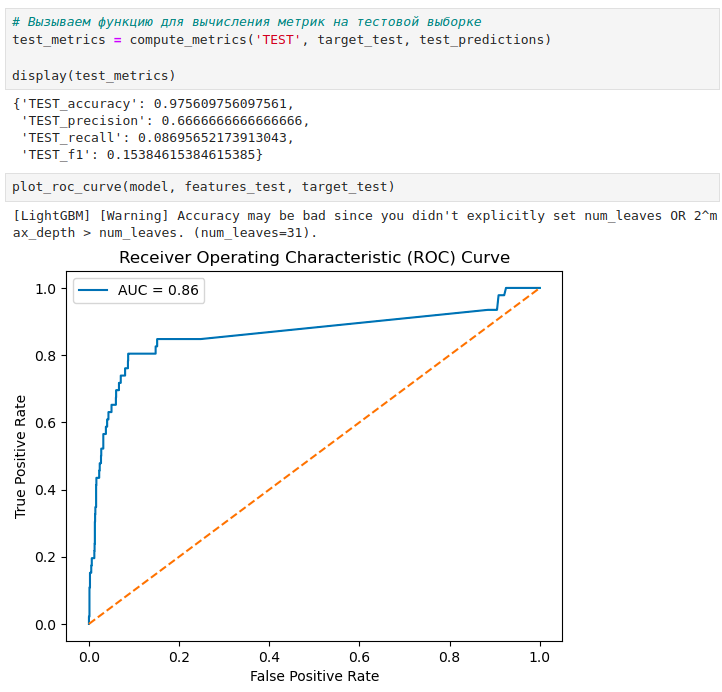 # Вызываем функцию для вычисления метрик на тестовой выборке
test_metrics = compute_metrics('TEST', target_test, test_predictions)
display(test_metrics)
{'TEST_accuracy': 0.975609756097561,
'TEST_precision': 0.6666666666666666,
'TEST_recall': 0.08695652173913043,
'TEST_f1': 0.15384615384615385}
plot_roc_curve(model, features_test, target_test)
[LightGBM] [Warning] Accuracy may be bad since you didn't explicitly set num_leaves OR 2^m
ax_depth > num_leaves. (num_leaves=31).
Receiver Operating Characteristic (ROC) Curve
AUC = 0.86
1.0
0.8
0.6
0.4
0.2
0.0
True Positive Rate
0.0 0.2 0.4 0.6 0.8 1.0
False Positive Rate